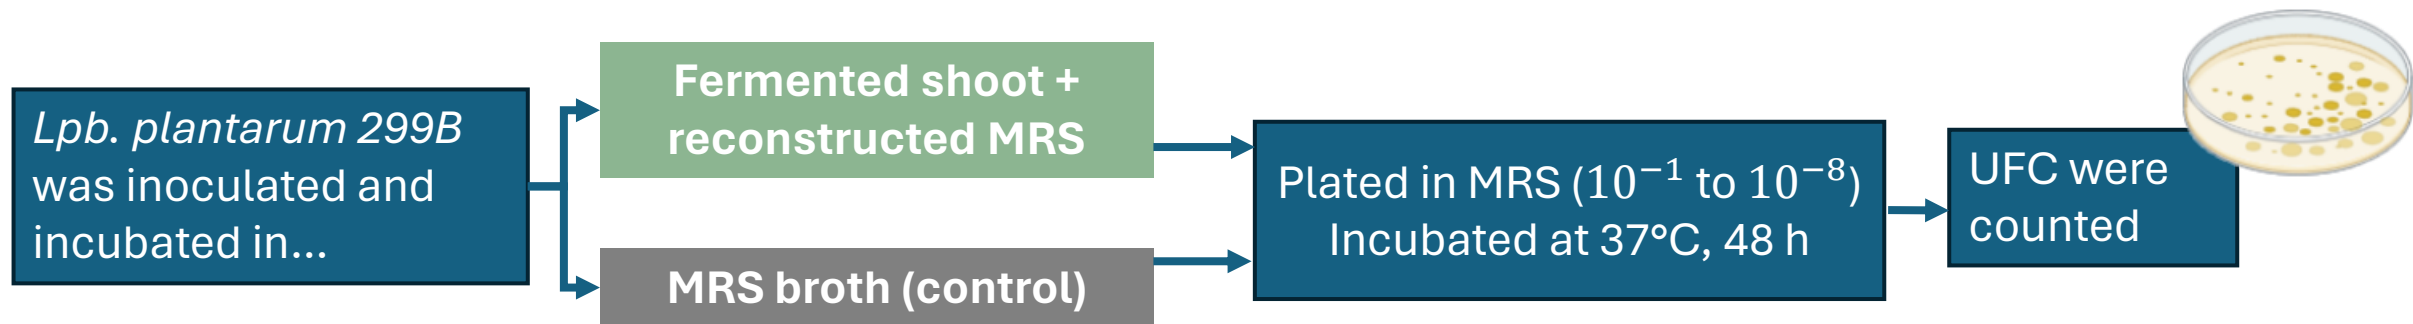 Lpb. plantarum 299B
was inoculated and
incubated in...
Fermented shoot +
reconstructed MRS
MRS broth (control)
Plated in MRS (10⁻¹ to 10⁻⁸)
Incubated at 37°C, 48 h
UFC were
counted